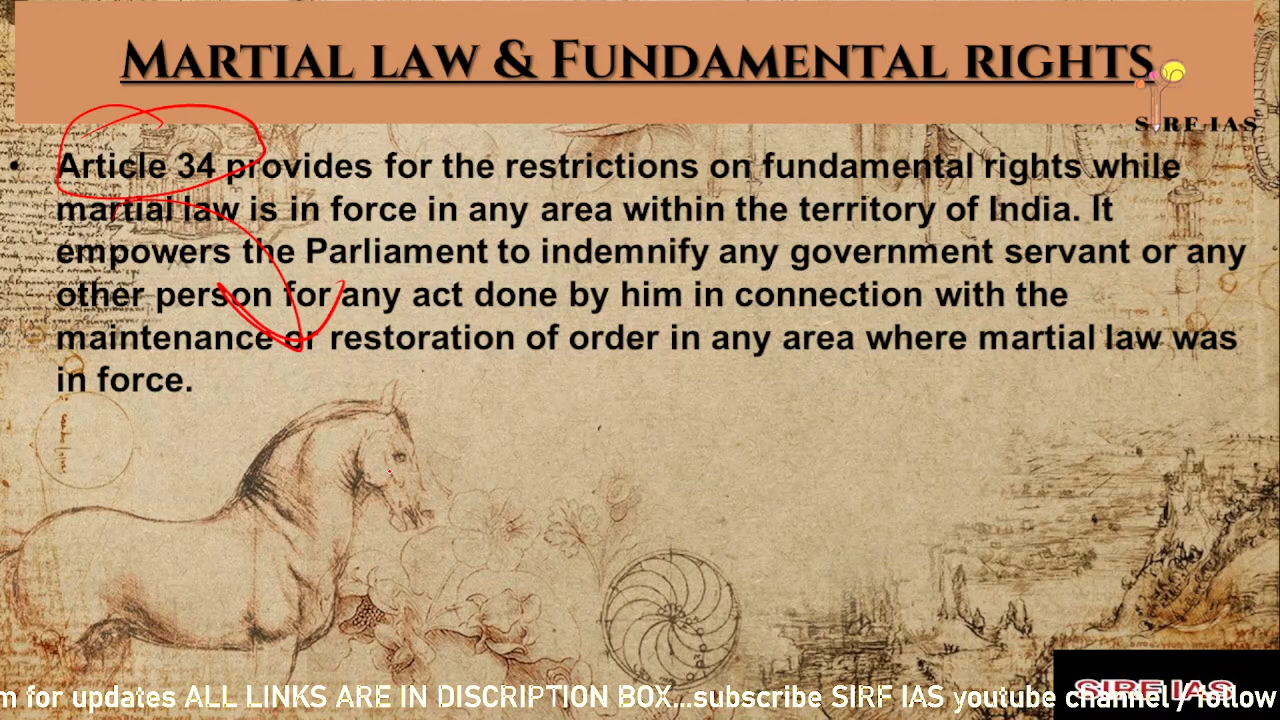 MARTIAL LAW & FUNDAMENTAL RIGHTS
SIRF IAS
• Article 34 provides for the restrictions on fundamental rights while
martial law is in force in any area within the territory of India. It
empowers the Parliament to indemnify any government servant or any
other person for any act done by him in connection with the
maintenance or restoration of order in any area where martial law was
in force.
SIRF IAS
m for updates ALL LINKS ARE IN DISCRIPTION BOX...subscribe SIRF IAS youtube channel / follow